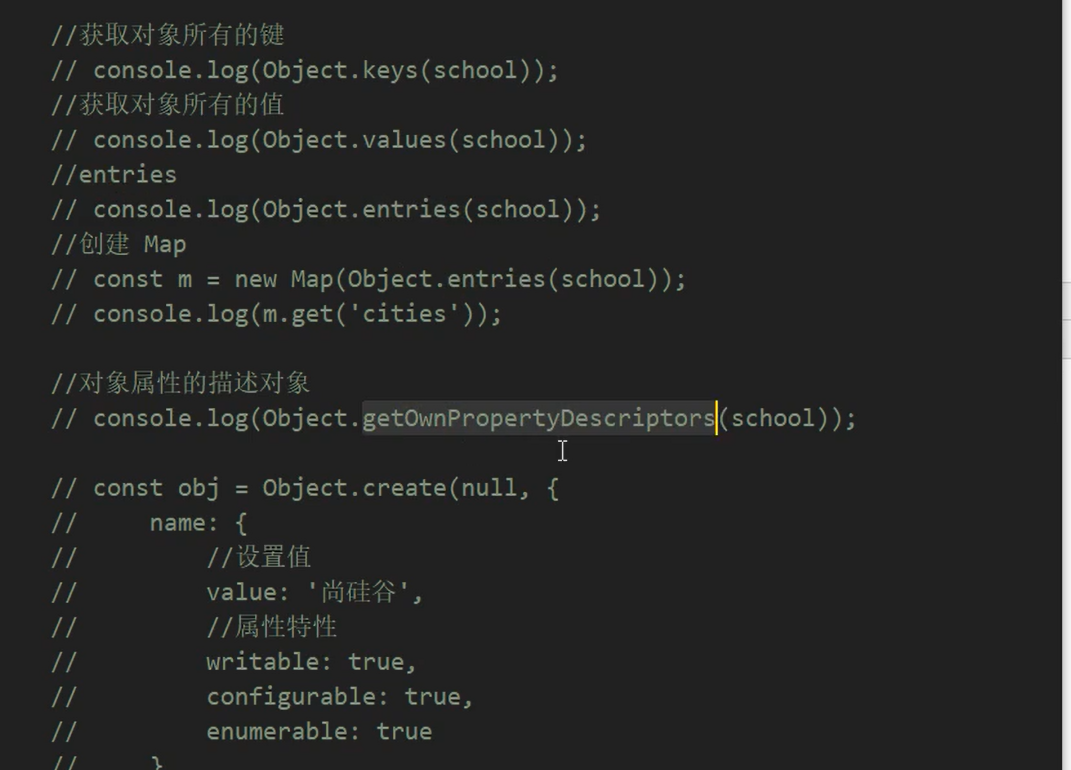 //获取对象所有的键
// console.log(Object.keys(school));
//获取对象所有的值
// console.log(Object.values(school));
//entries
// console.log(Object.entries(school));
//创建 Map
// const m = new Map(Object.entries(school));
// console.log(m.get('cities'));
//对象属性的描述对象
// console.log(Object.getOwnPropertyDescriptors(school));
// const obj = Object.create(null, {
//     name: {
//         //设置值
//         value: '尚硅谷',
//         //属性特性
//         writable: true,
//         configurable: true,
//         enumerable: true
//     }